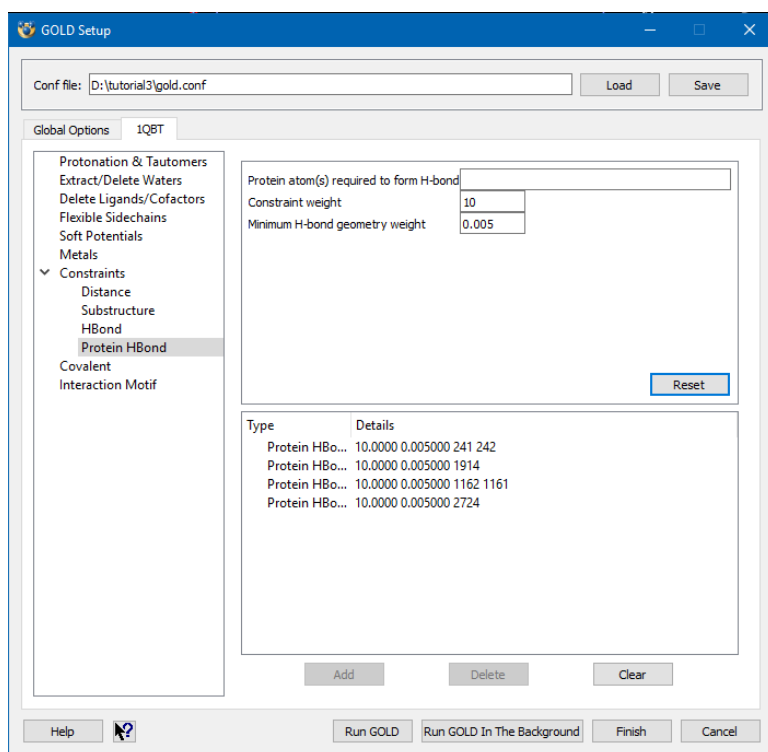 GOLD Setup
Conf file: D:\tutorial3\gold.conf Load Save
Global Options 1QBT
Protonation & Tautomers
Extract/Delete Waters
Delete Ligands/Cofactors
Flexible Sidechains
Soft Potentials
Metals
Constraints
Distance
Substructure
HBond
Protein HBond
Covalent
Interaction Motif
Protein atom(s) required to form H-bond
Constraint weight 10
Minimum H-bond geometry weight 0.005
Reset
Type Details
Protein HBo... 10.0000 0.005000 241 242
Protein HBo... 10.0000 0.005000 1914
Protein HBo... 10.0000 0.005000 1162 1161
Protein HBo... 10.0000 0.005000 2724
Add Delete Clear
Help ? Run GOLD Run GOLD In The Background Finish Cancel